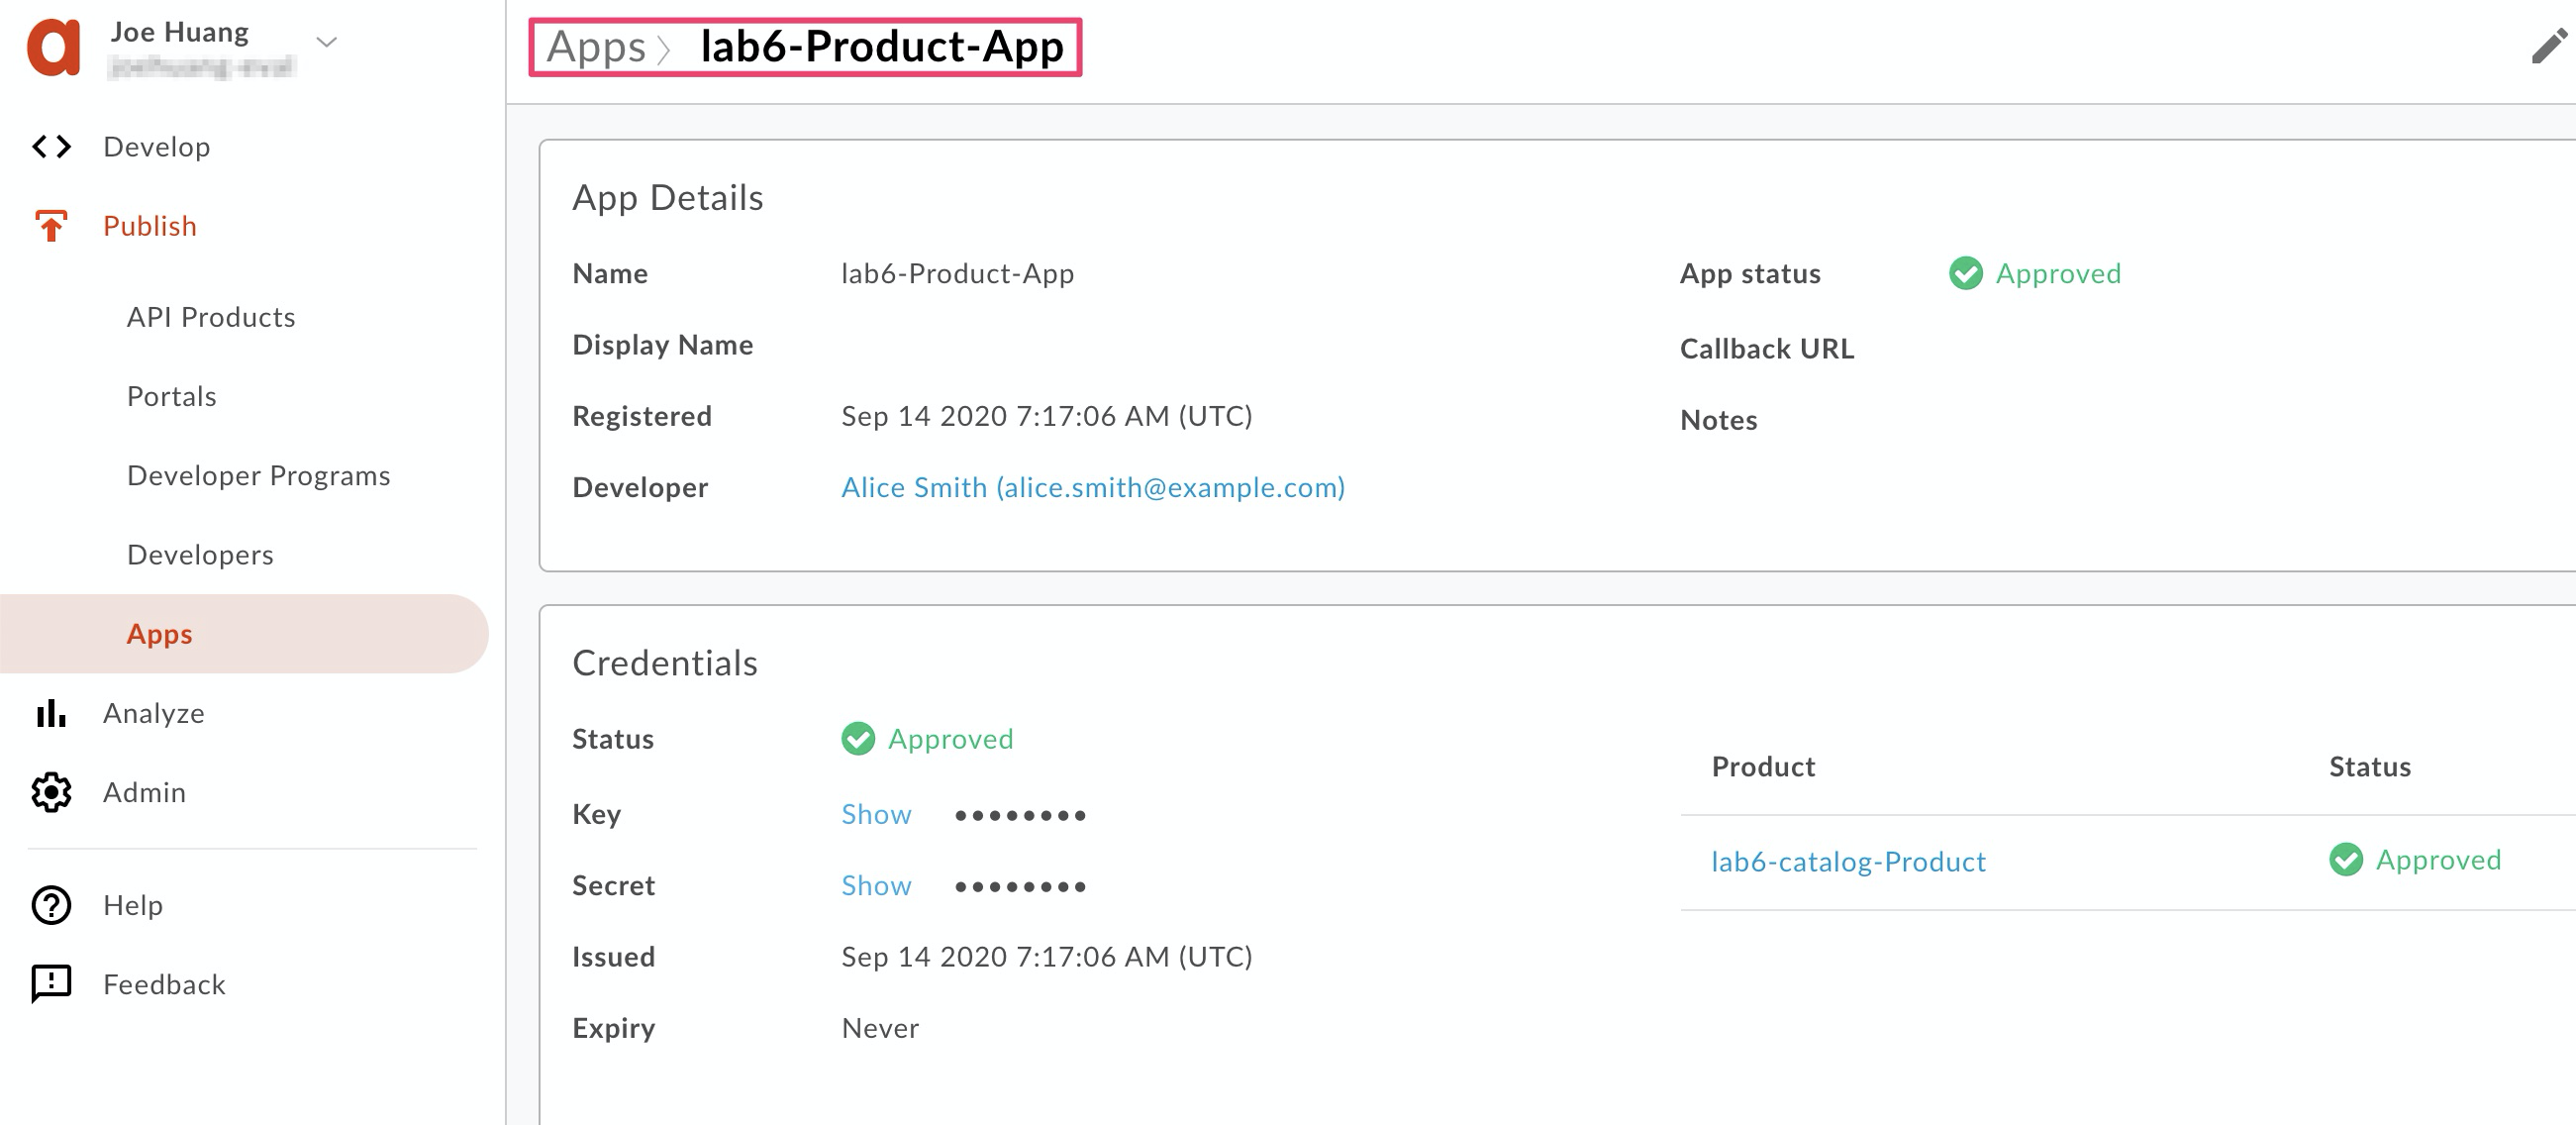 Joe Huang
Develop
Publish
API Products
Portals
Developer Programs
Developers
Apps
Analyze
Admin
Help
Feedback
Apps lab6-Product-App
App Details
Name lab6-Product-App
Display Name
Registered Sep 14 2020 7:17:06 AM (UTC)
Developer Alice Smith (alice.smith@example.com)
App status Approved
Callback URL
Notes
Credentials
Status Approved
Key Show ••••••••
Secret Show ••••••••
Issued Sep 14 2020 7:17:06 AM (UTC)
Expiry Never
Product Status
lab6-catalog-Product Approved